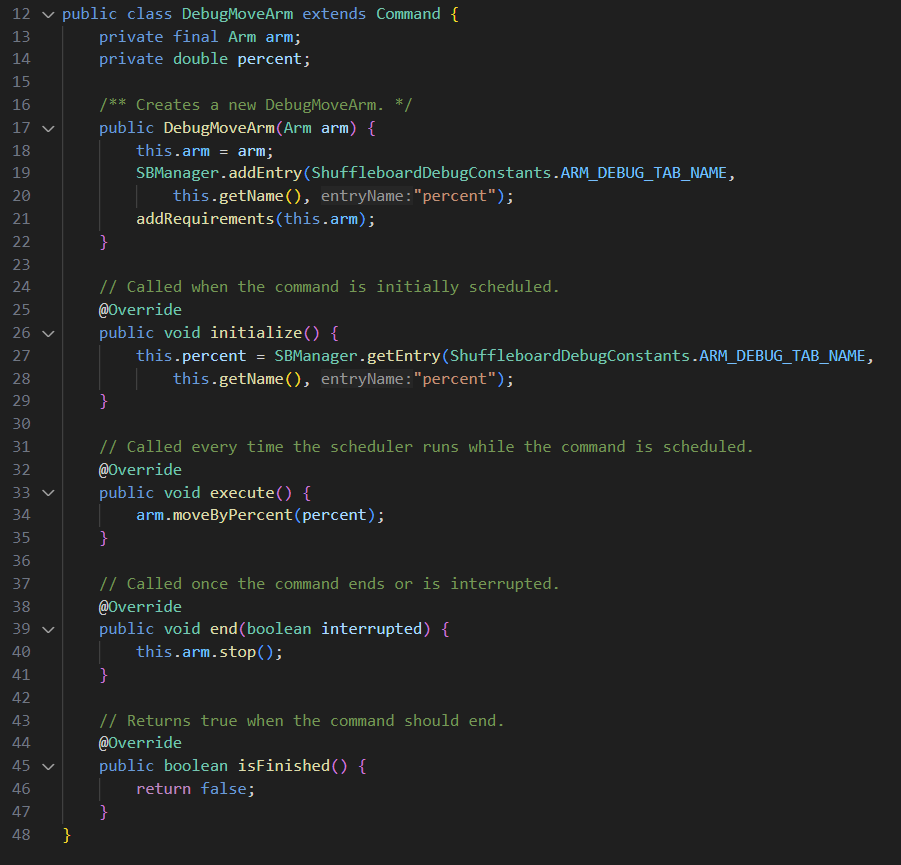 12 public class DebugMoveArm extends Command {
13     private final Arm arm;
14     private double percent;
15
16     /** Creates a new DebugMoveArm. */
17     public DebugMoveArm(Arm arm) {
18         this.arm = arm;
19         SBManager.addEntry(ShuffleboardDebugConstants.ARM_DEBUG_TAB_NAME,
20             this.getName(), entryName:"percent");
21         addRequirements(this.arm);
22     }
23
24     // Called when the command is initially scheduled.
25     @Override
26     public void initialize() {
27         this.percent = SBManager.getEntry(ShuffleboardDebugConstants.ARM_DEBUG_TAB_NAME,
28             this.getName(), entryName:"percent");
29     }
30
31     // Called every time the scheduler runs while the command is scheduled.
32     @Override
33     public void execute() {
34         arm.moveByPercent(percent);
35     }
36
37     // Called once the command ends or is interrupted.
38     @Override
39     public void end(boolean interrupted) {
40         this.arm.stop();
41     }
42
43     // Returns true when the command should end.
44     @Override
45     public boolean isFinished() {
46         return false;
47     }
48 }